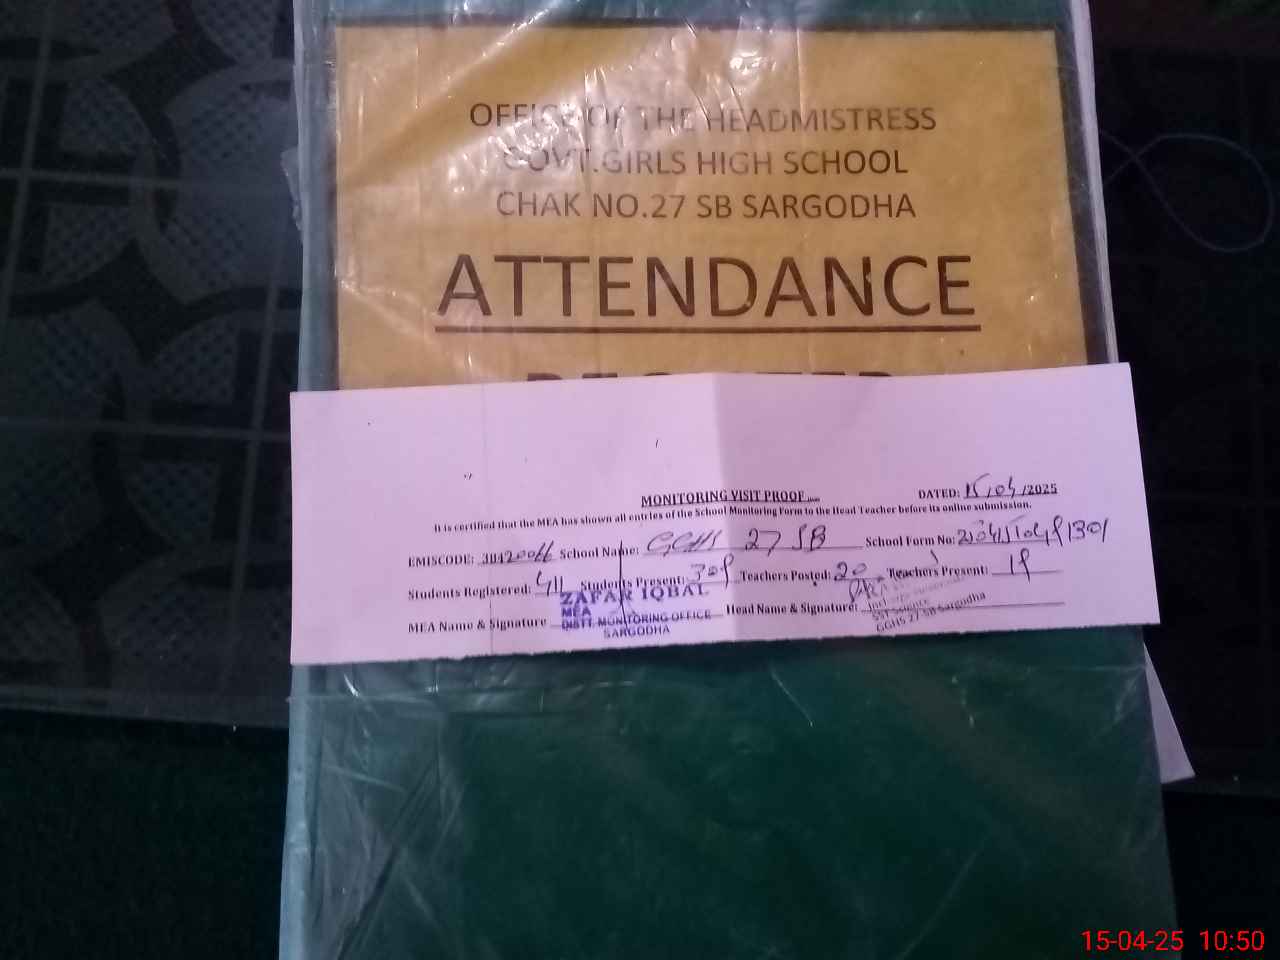 OFFICE OF THE HEADMISTRESS
GOVT.GIRLS HIGH SCHOOL
CHAK NO.27 SB SARGODHA
ATTENDANCE
MONITORING VISIT PROOF
DATED: 15/04/2025
It is certified that the MEA has shown all entries of the School Monitoring Form to the Head Teacher before its online submission.
EMISCODE: 38420066 School Name: GGHS 27 SB School Form No:
Students Registered: 411 Students Present: Teachers Posted: 20 Teachers Present:
ZAFAR IQBAL
MEA
DISTT. MONITORING OFFICE
SARGODHA
MEA Name & Signature Head Name & Signature:
SST Science
GGHS 27 SB Sargodha
15-04-25 10:50